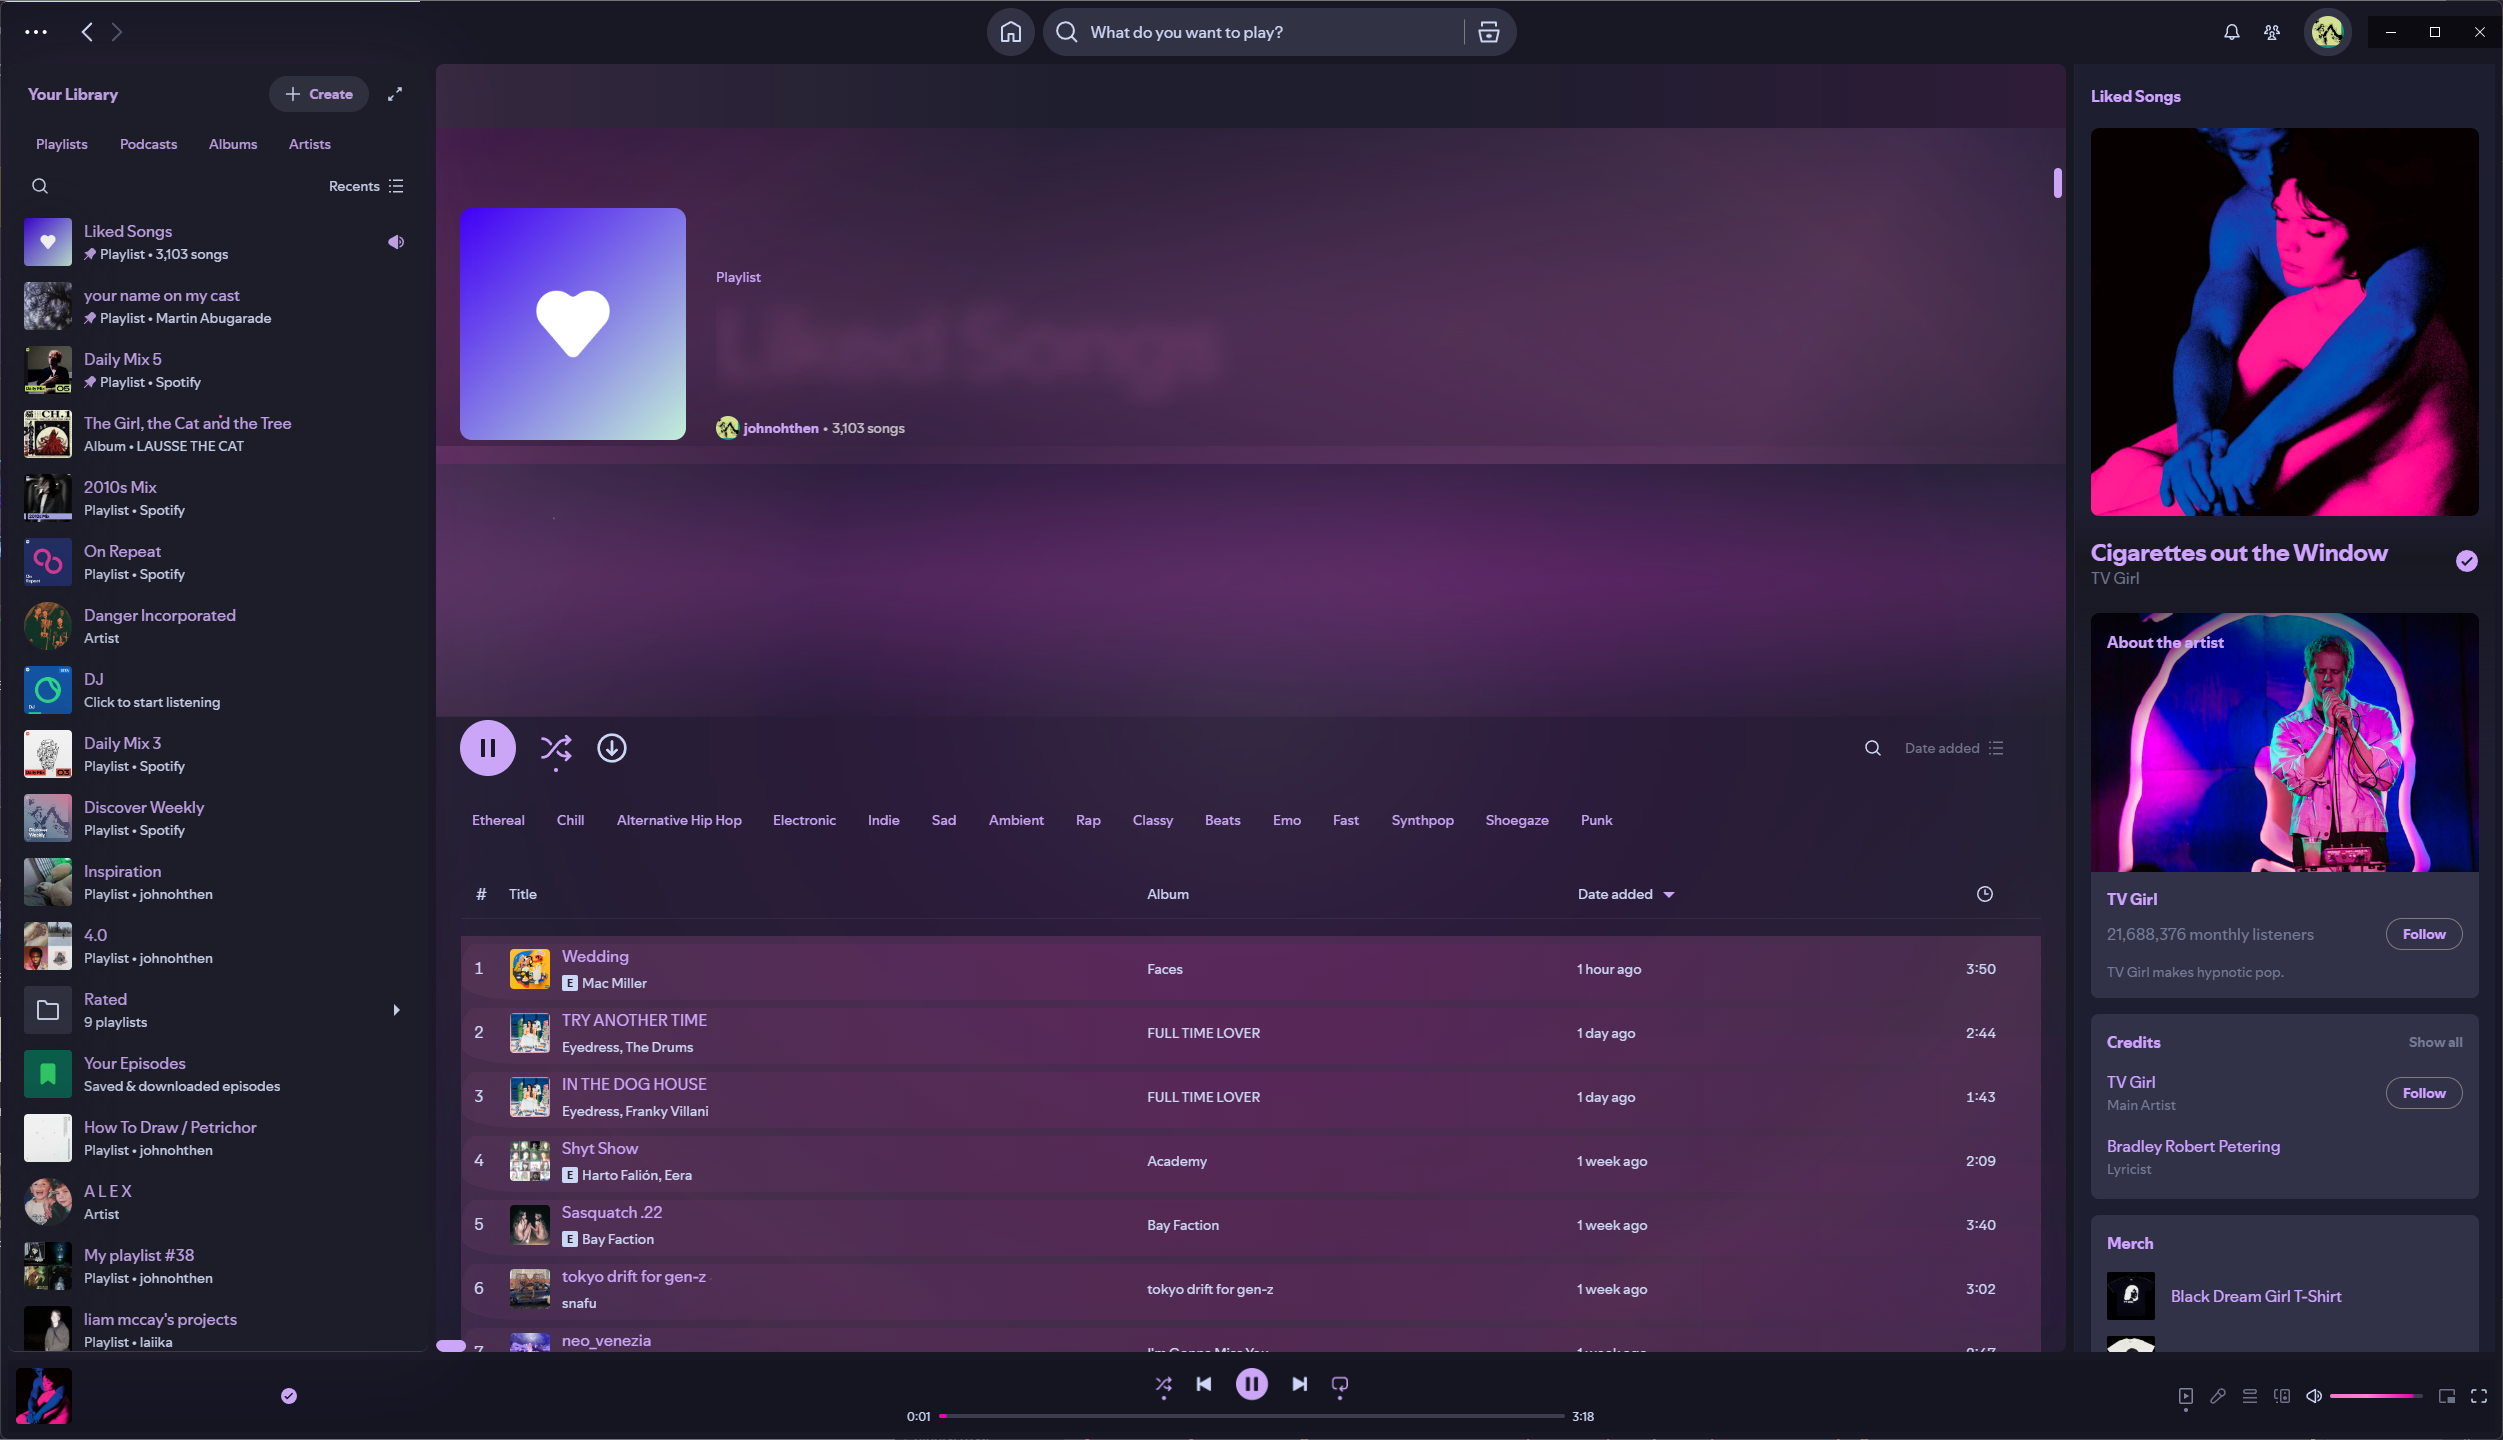 What do you want to play?
Your Library
Create
Playlists
Podcasts
Albums
Artists
Recents
Liked Songs
Playlist • 3,103 songs
your name on my cast
Playlist • Martin Abugarade
Daily Mix 5
Playlist • Spotify
The Girl, the Cat and the Tree
Album • LAUSSE THE CAT
2010s Mix
Playlist • Spotify
On Repeat
Playlist • Spotify
Danger Incorporated
Artist
DJ
Click to start listening
Daily Mix 3
Playlist • Spotify
Discover Weekly
Playlist • Spotify
Inspiration
Playlist • johnohthen
4.0
Playlist • johnohthen
Rated
9 playlists
Your Episodes
Saved & downloaded episodes
How To Draw / Petrichor
Playlist • johnohthen
A L E X
Artist
My playlist #38
Playlist • johnohthen
liam mccay's projects
Playlist • laiika
Playlist
Liked Songs
johnohthen • 3,103 songs
Date added
Ethereal
Chill
Alternative Hip Hop
Electronic
Indie
Sad
Ambient
Rap
Classy
Beats
Emo
Fast
Synthpop
Shoegaze
Punk
# Title Album Date added
1 Wedding Faces 1 hour ago 3:50
E Mac Miller
2 TRY ANOTHER TIME FULL TIME LOVER 1 day ago 2:44
Eyedress, The Drums
3 IN THE DOG HOUSE FULL TIME LOVER 1 day ago 1:43
Eyedress, Franky Villani
4 Shyt Show Academy 1 week ago 2:09
E Harto Falión, Eera
5 Sasquatch .22 Bay Faction 1 week ago 3:40
E Bay Faction
6 tokyo drift for gen-z tokyo drift for gen-z 1 week ago 3:02
snafu
7 neo_venezia I'm Gonna Miss You 1 week ago 2:47
Liked Songs
Cigarettes out the Window
TV Girl
About the artist
TV Girl
21,688,376 monthly listeners
Follow
TV Girl makes hypnotic pop.
Credits
Show all
TV Girl
Main Artist
Follow
Bradley Robert Petering
Lyricist
Merch
Black Dream Girl T-Shirt
0:01
3:18